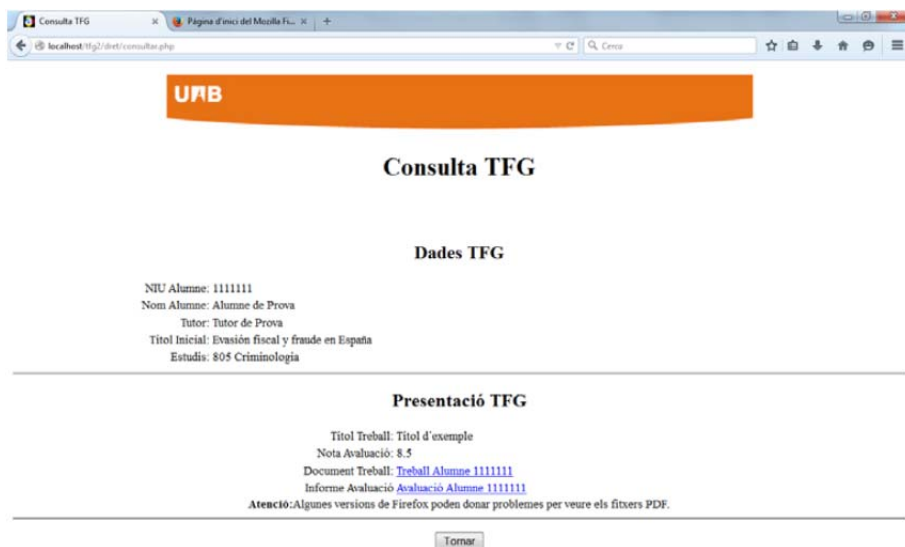 Consulta TFG
Página d'inici del Mozilla Fi...
localhost/tfg2/dret/consultar.php
Cerca
UAB
Consulta TFG
Dades TFG
NIU Alumne: 1111111
Nom Alumne: Alumne de Prova
Tutor: Tutor de Prova
Títol Inicial: Evasión fiscal y fraude en España
Estudis: 805 Criminologia
Presentació TFG
Títol Treball: Títol d'exemple
Nota Avaluació: 8.5
Document Treball: Treball Alumne 1111111
Informe Avaluació Avaluació Alumne 1111111
Atenció:Algunes versions de Firefox poden donar problemes per veure els fitxers PDF.
Tornar